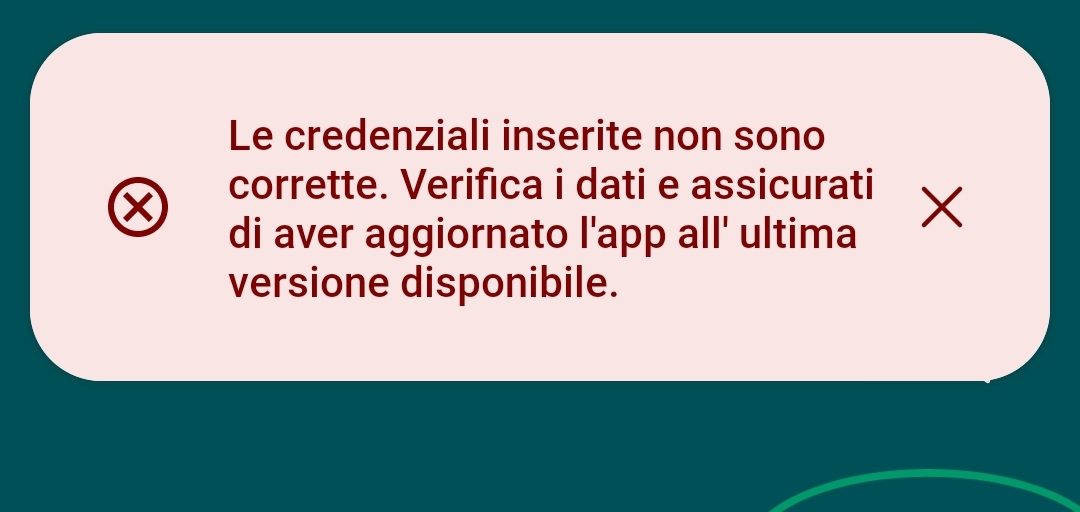 Le credenziali inserite non sono
corrette. Verifica i dati e assicurati
di aver aggiornato l'app all' ultima
versione disponibile.